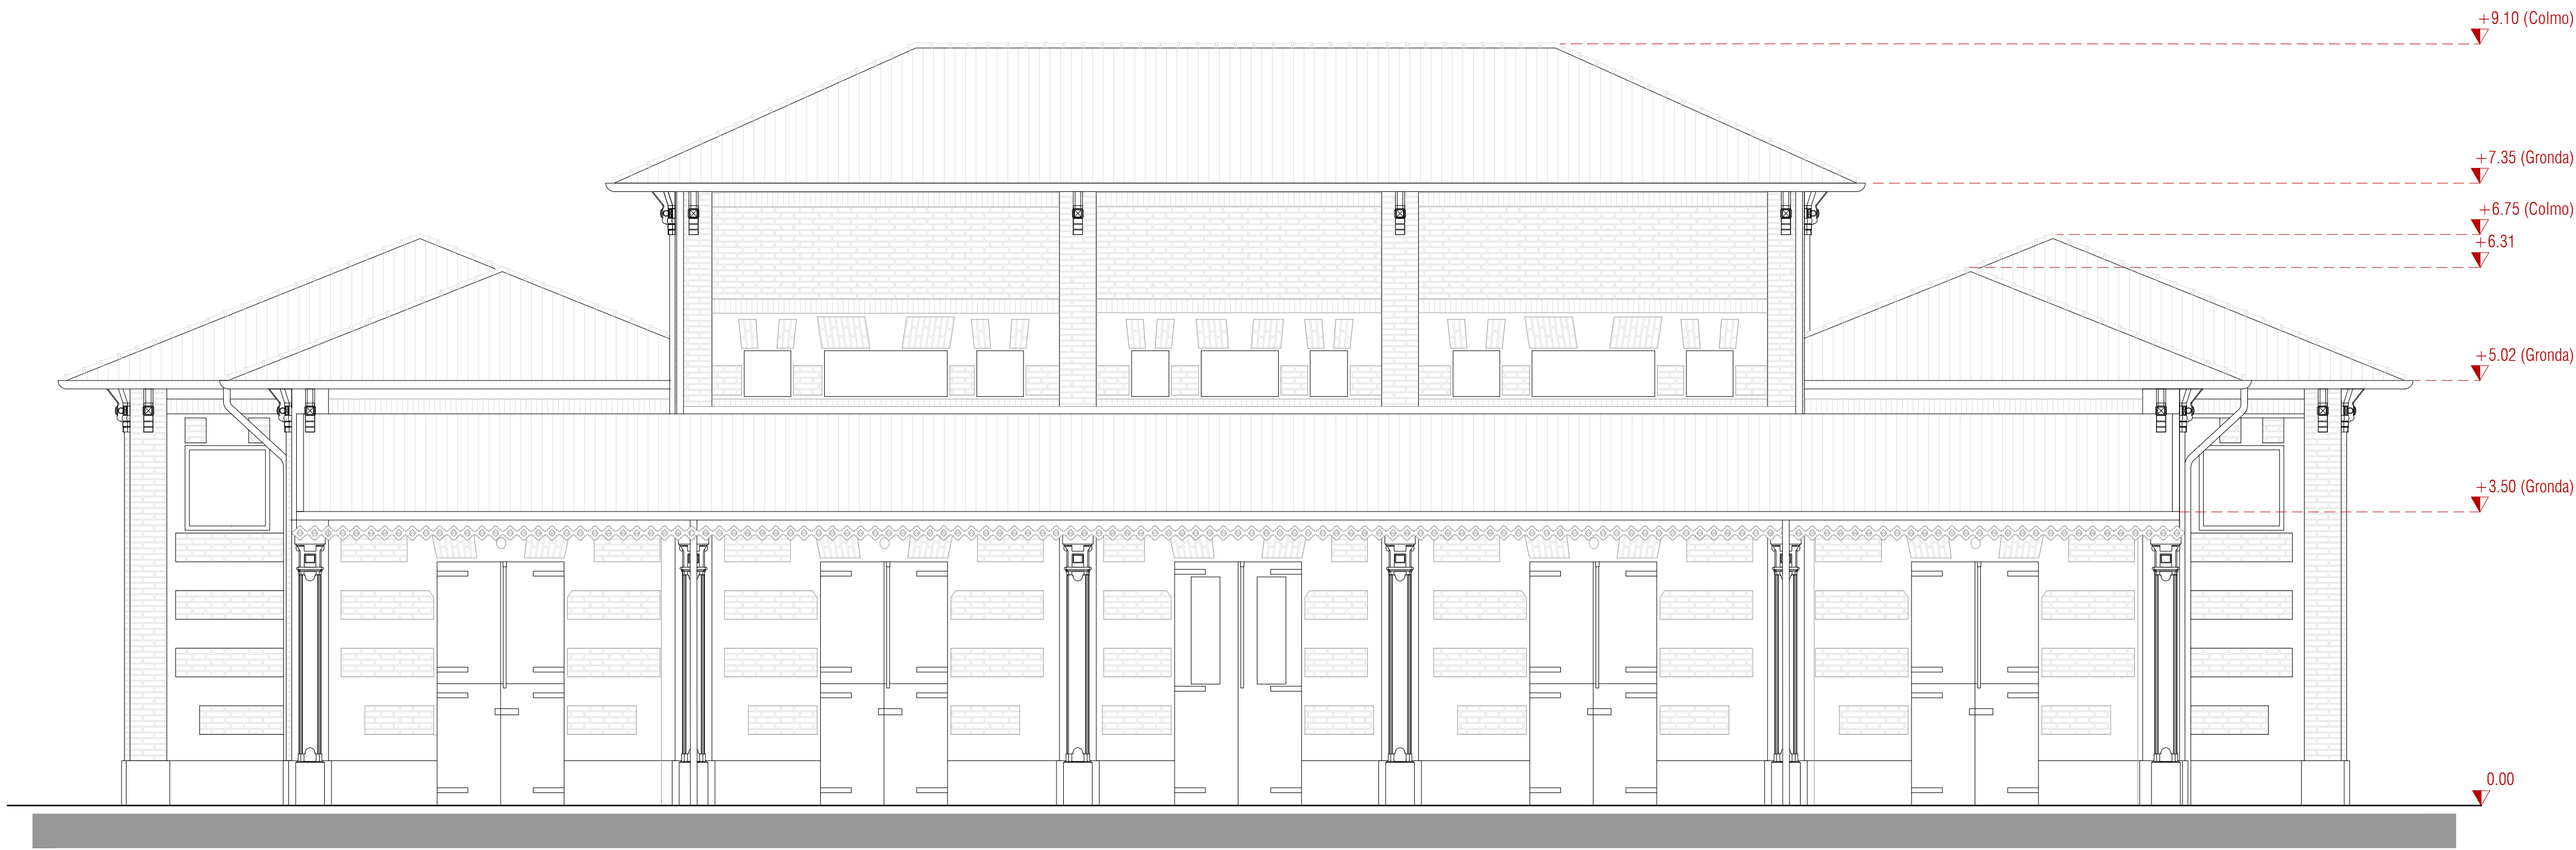 +9.10 (Colmo)
+7.35 (Gronda)
+6.75 (Colmo)
+6.31
+5.02 (Gronda)
+3.50 (Gronda)
0.00